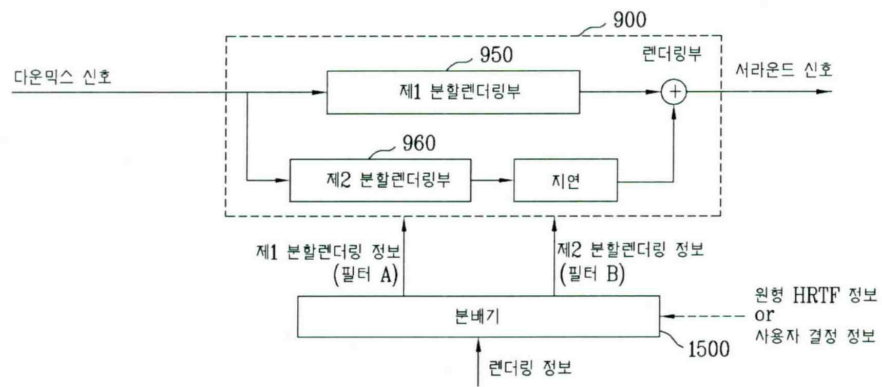 900
950
렌더링부
다운믹스 신호
제1 분할렌더링부
+
서라운드 신호
960
제2 분할렌더링부
지연
제1 분할렌더링 정보
(필터 A)
제2 분할렌더링 정보
(필터 B)
분배기
원형 HRTF 정보
or
사용자 결정 정보
1500
렌더링 정보